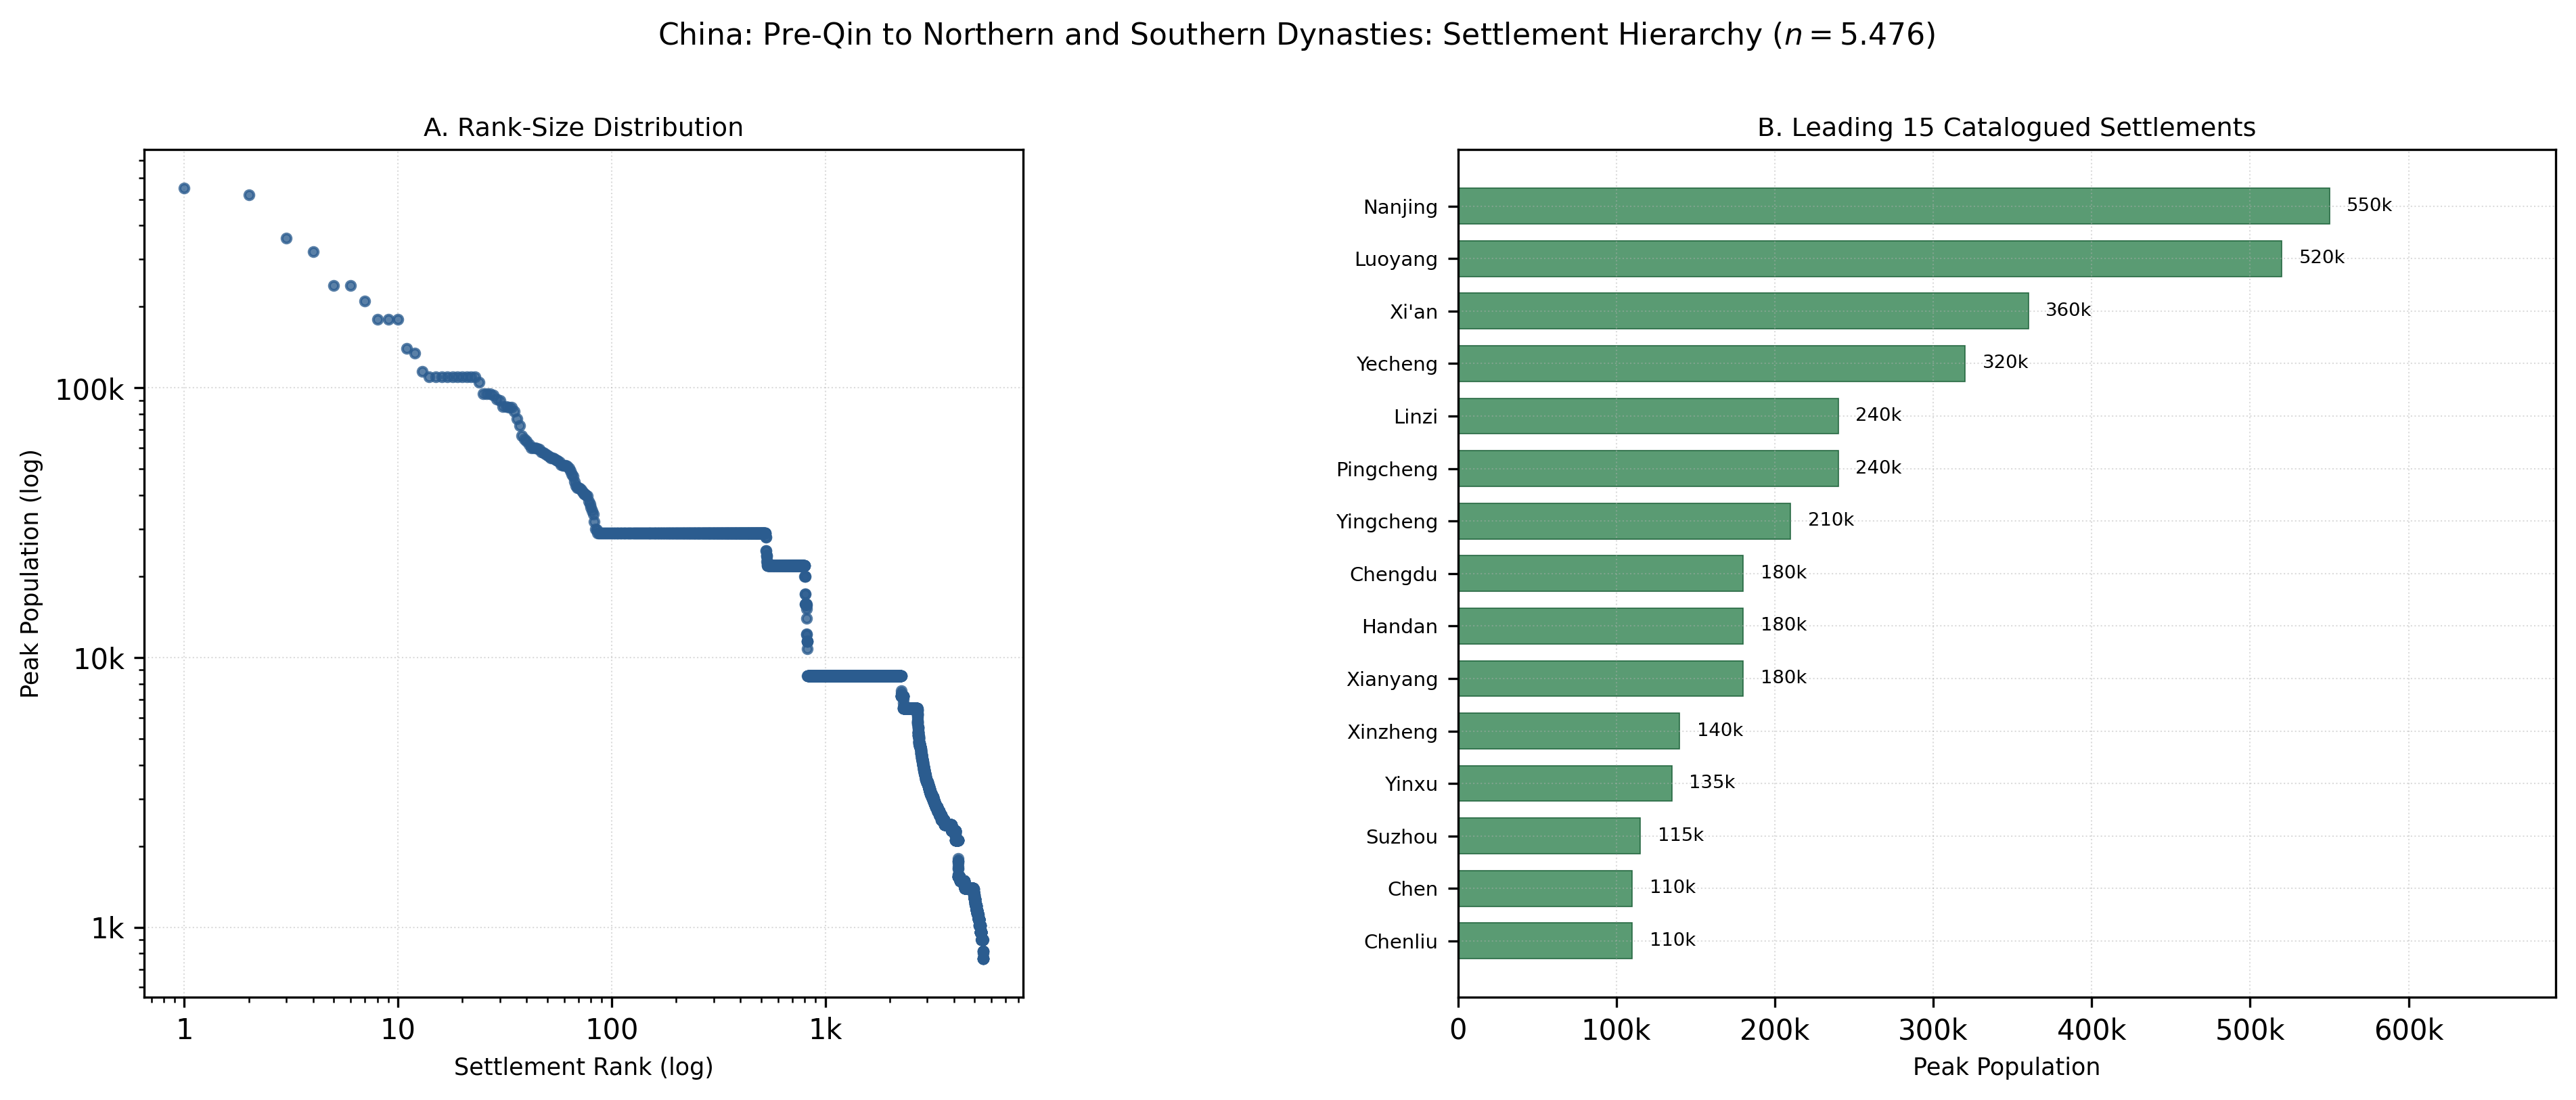 China: Pre-Qin to Northern and Southern Dynasties: Settlement Hierarchy (n = 5.476)
A. Rank-Size Distribution
Peak Population (log)
100k
10k
1k
1
10
100
1k
Settlement Rank (log)
B. Leading 15 Catalogued Settlements
Nanjing 550k
Luoyang 520k
Xi'an 360k
Yecheng 320k
Linzi 240k
Pingcheng 240k
Yingcheng 210k
Chengdu 180k
Handan 180k
Xianyang 180k
Xinzheng 140k
Yinxu 135k
Suzhou 115k
Chen 110k
Chenliu 110k
0
100k
200k
300k
400k
500k
600k
Peak Population